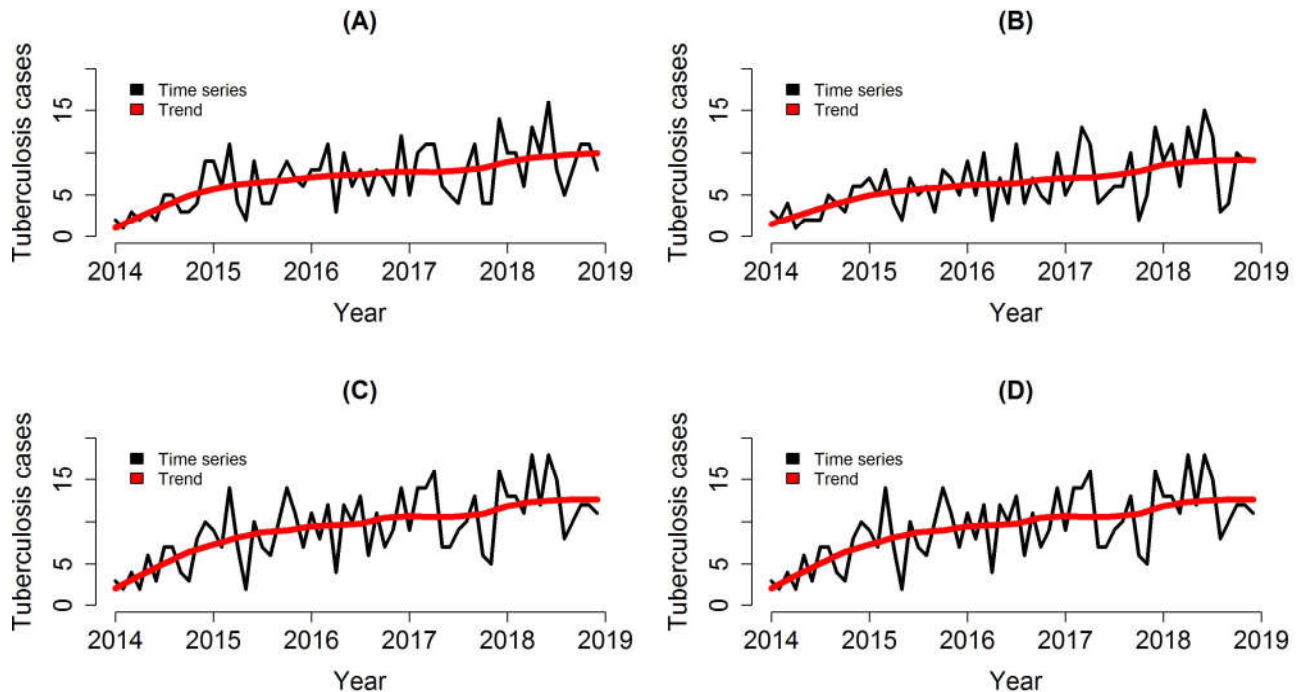 (A)
Tuberculosis cases
15
5
0
Time series
Trend
2014 2015 2016 2017 2018 2019
Year
(B)
Tuberculosis cases
15
5
0
Time series
Trend
2014 2015 2016 2017 2018 2019
Year
(C)
Tuberculosis cases
15
5
0
Time series
Trend
2014 2015 2016 2017 2018 2019
Year
(D)
Tuberculosis cases
15
5
0
Time series
Trend
2014 2015 2016 2017 2018 2019
Year